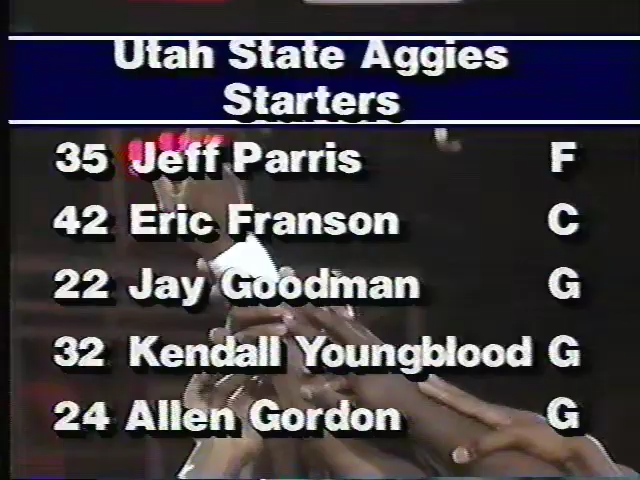 Utah State Aggies
Starters
35 Jeff Parris F
42 Eric Franson C
22 Jay Goodman G
32 Kendall Youngblood G
24 Allen Gordon G